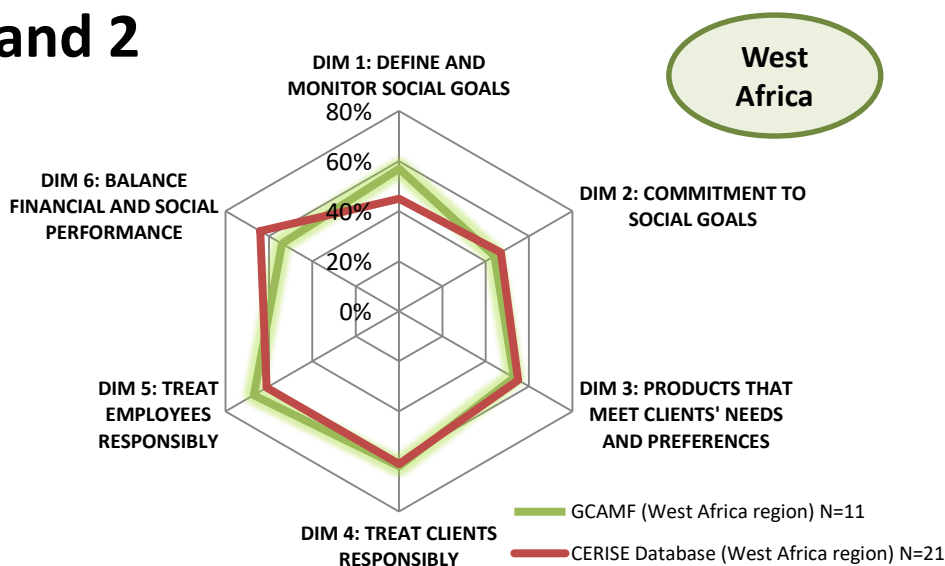 and 2
West
Africa
DIM 1: DEFINE AND
MONITOR SOCIAL GOALS
80%
60%
40%
20%
0%
DIM 2: COMMITMENT TO
SOCIAL GOALS
DIM 3: PRODUCTS THAT
MEET CLIENTS' NEEDS
AND PREFERENCES
DIM 4: TREAT CLIENTS
RESPONSIBLY
DIM 5: TREAT
EMPLOYEES
RESPONSIBLY
DIM 6: BALANCE
FINANCIAL AND SOCIAL
PERFORMANCE
GCAMF (West Africa region) N=11
CERISE Database (West Africa region) N=21